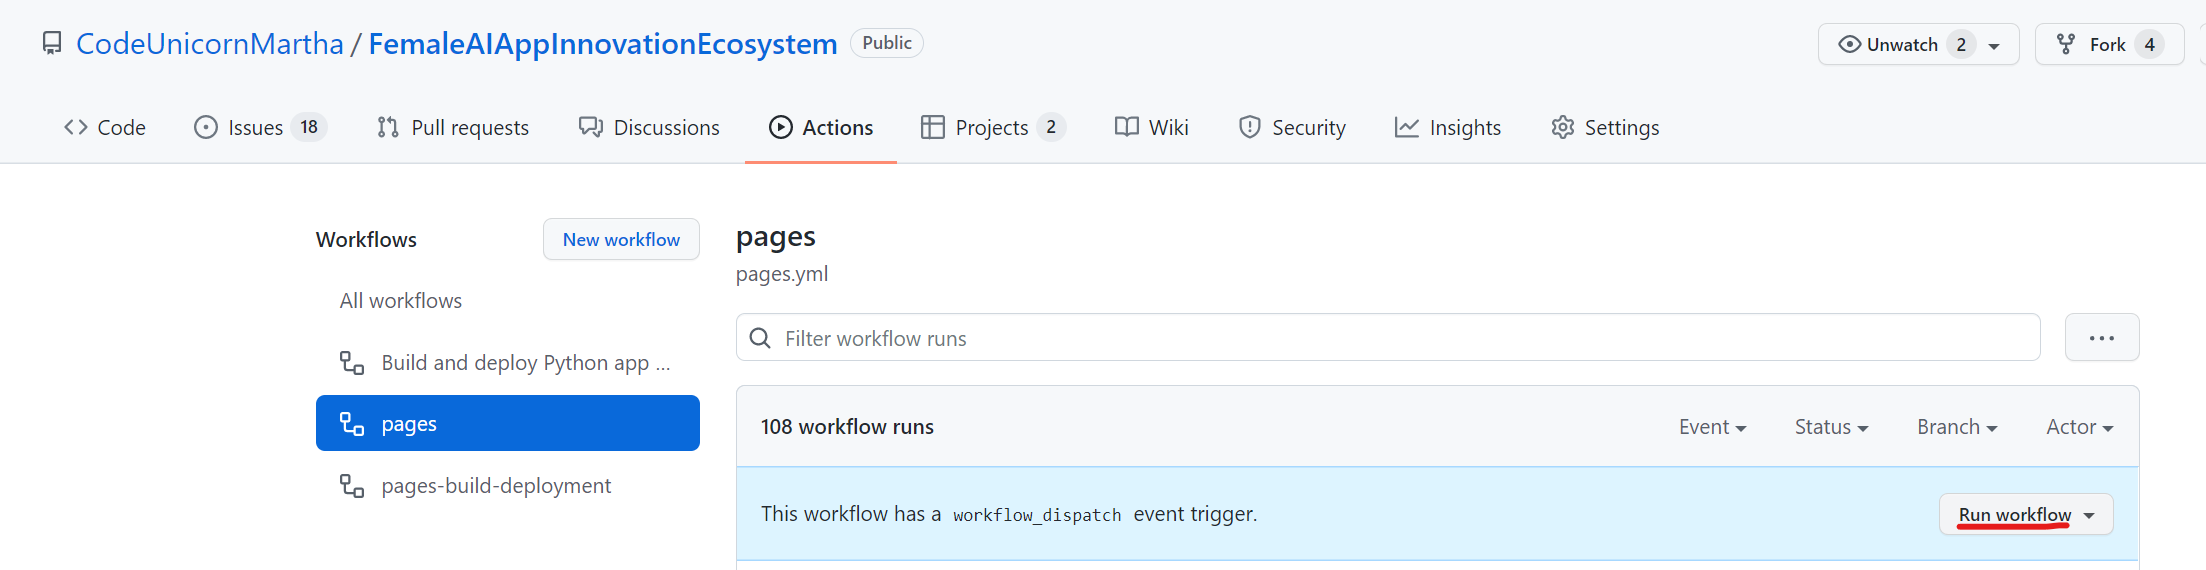 CodeUnicornMartha / FemaleAIAppInnovationEcosystem Public
Unwatch 2
Fork 4
Code
Issues 18
Pull requests
Discussions
Actions
Projects 2
Wiki
Security
Insights
Settings
Workflows
New workflow
All workflows
Build and deploy Python app ...
pages
pages-build-deployment
pages
pages.yml
Filter workflow runs
108 workflow runs
Event
Status
Branch
Actor
This workflow has a workflow_dispatch event trigger.
Run workflow